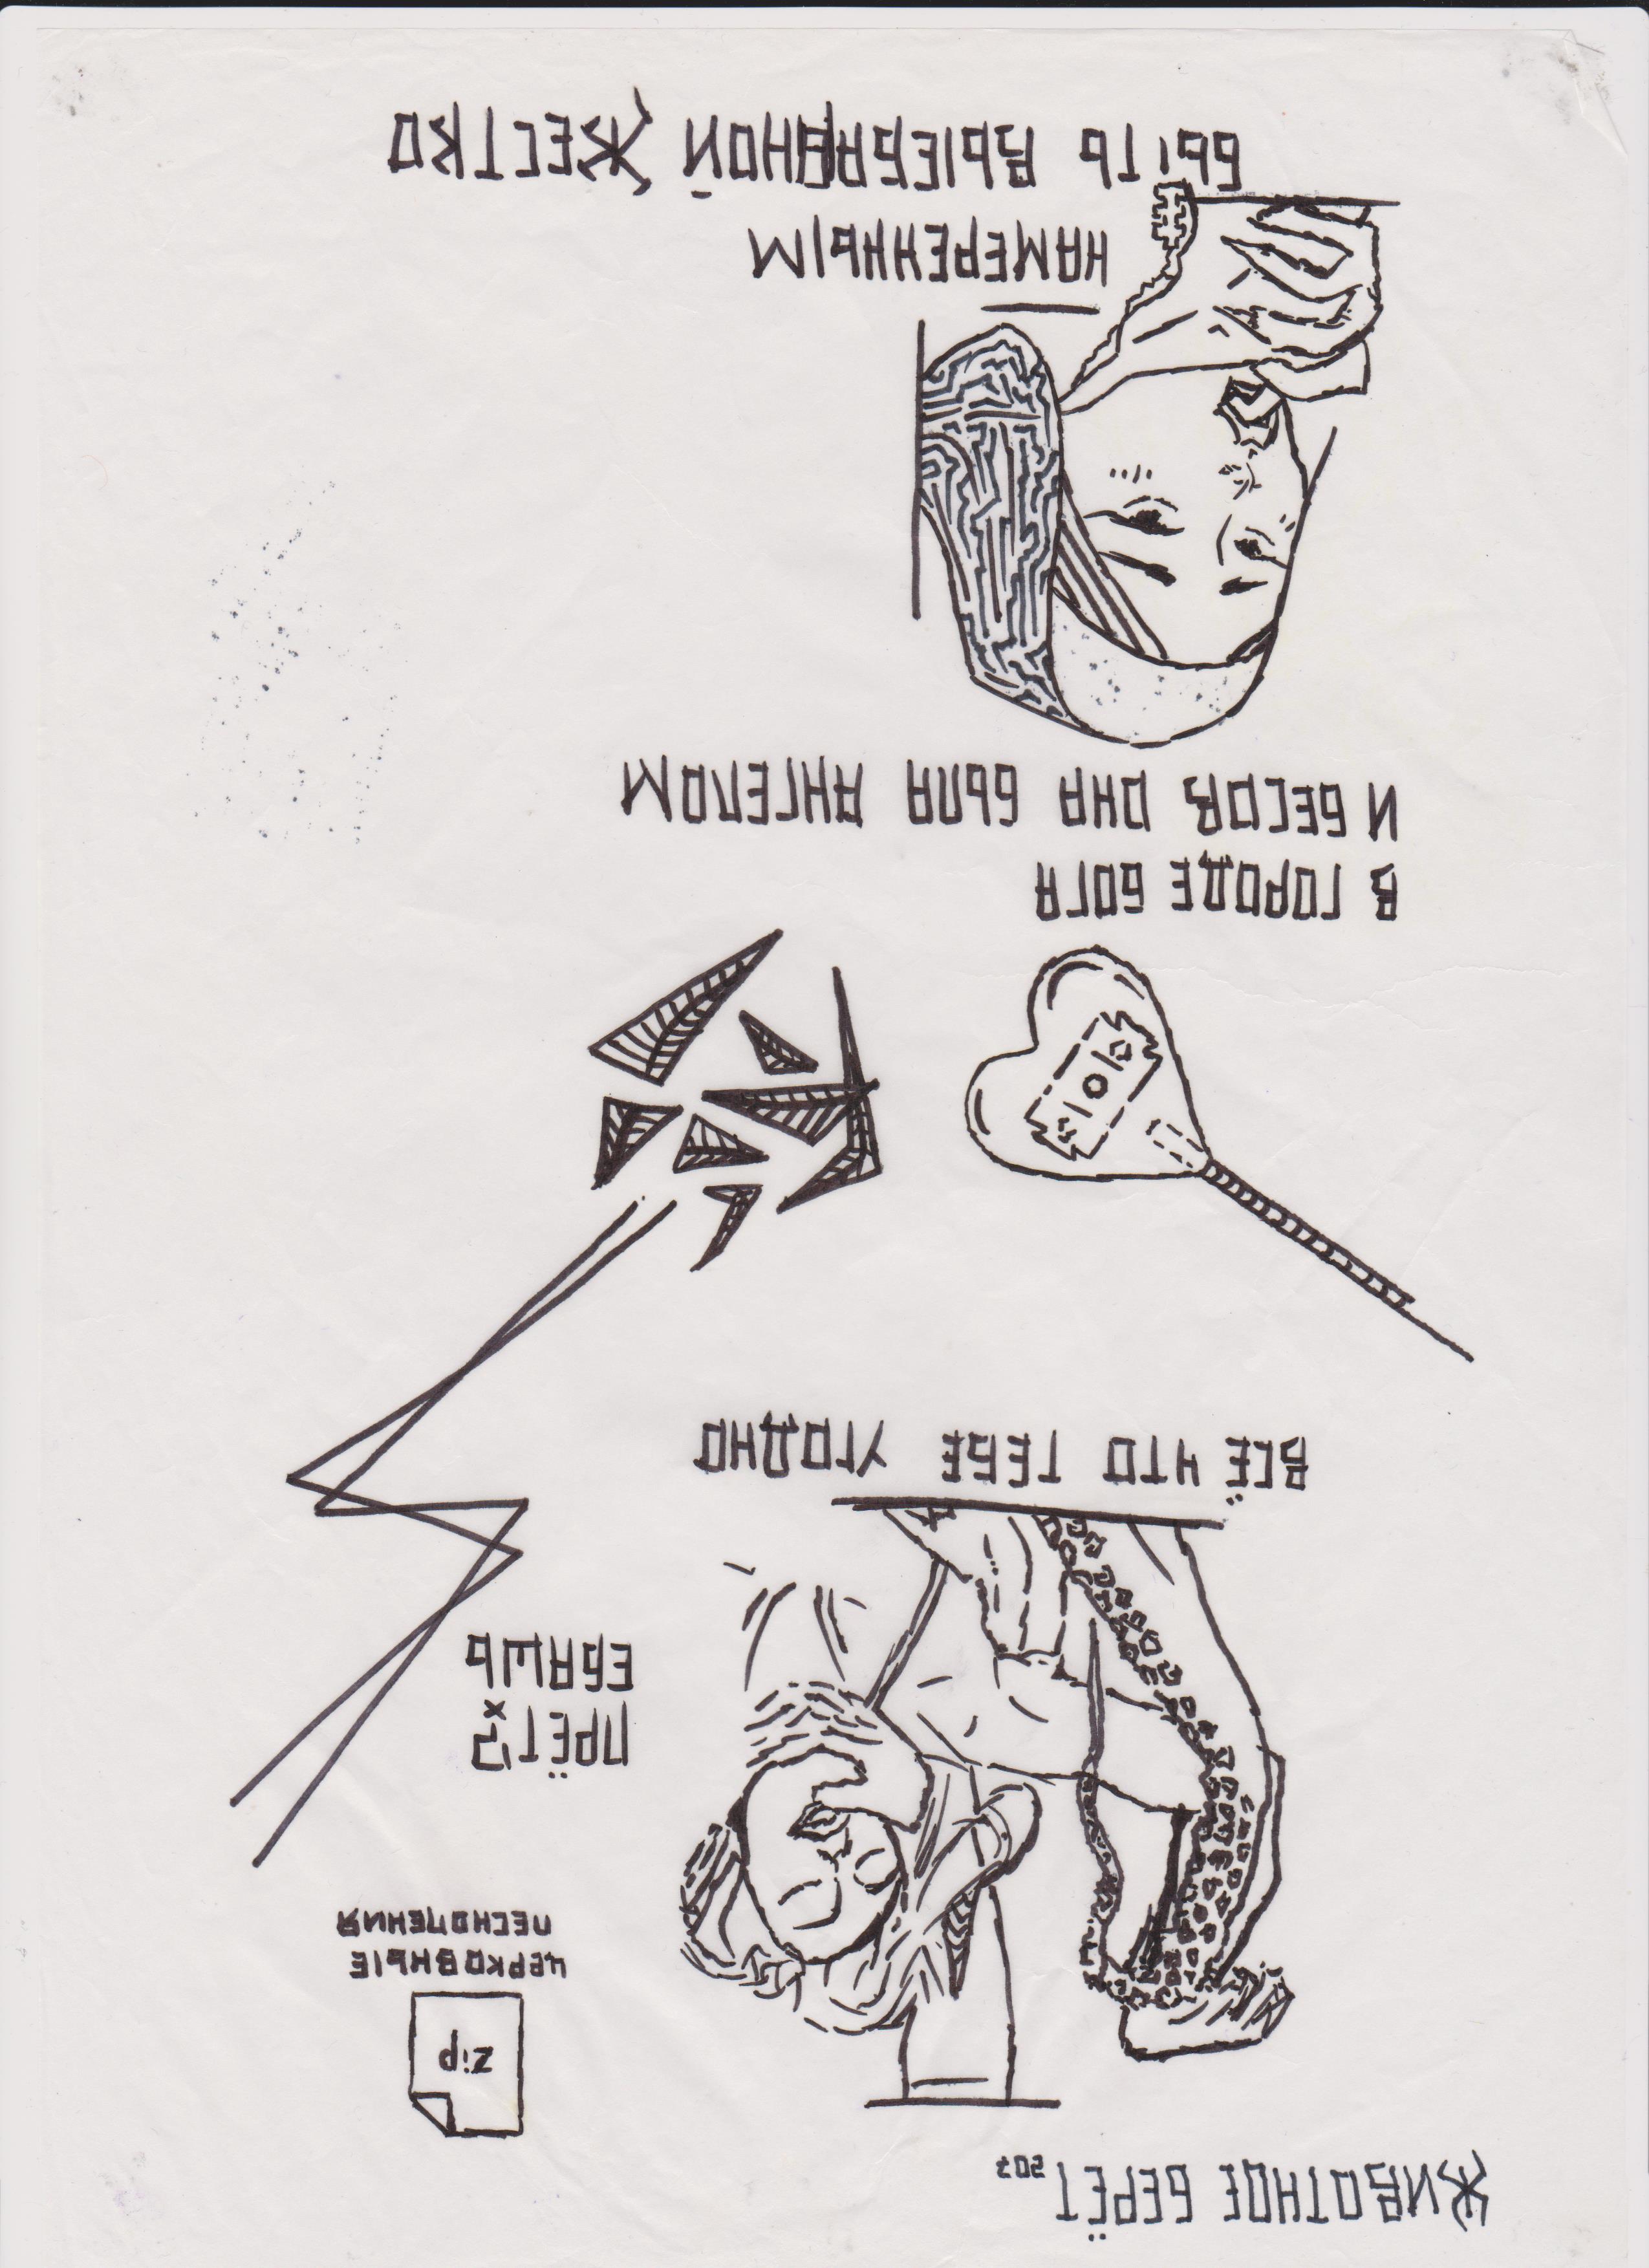 ЖИВОТНОЕ БЕРЁТ 207
Zip
ЦЕРКОВНЫЕ
ПЕСНОПЕНИЯ
ПРЁТ?
ЕБАШЬ
ВСЁ ЧТО ТЕБЕ УГОДНО
В ГОРОДЕ БОГА
И БЕСОВ ОНА БЫЛА АНГЕЛОМ
НАМЕРЕННЫМ
БЫТЬ ВЫЕБАННОЙ ЖЕСТКО